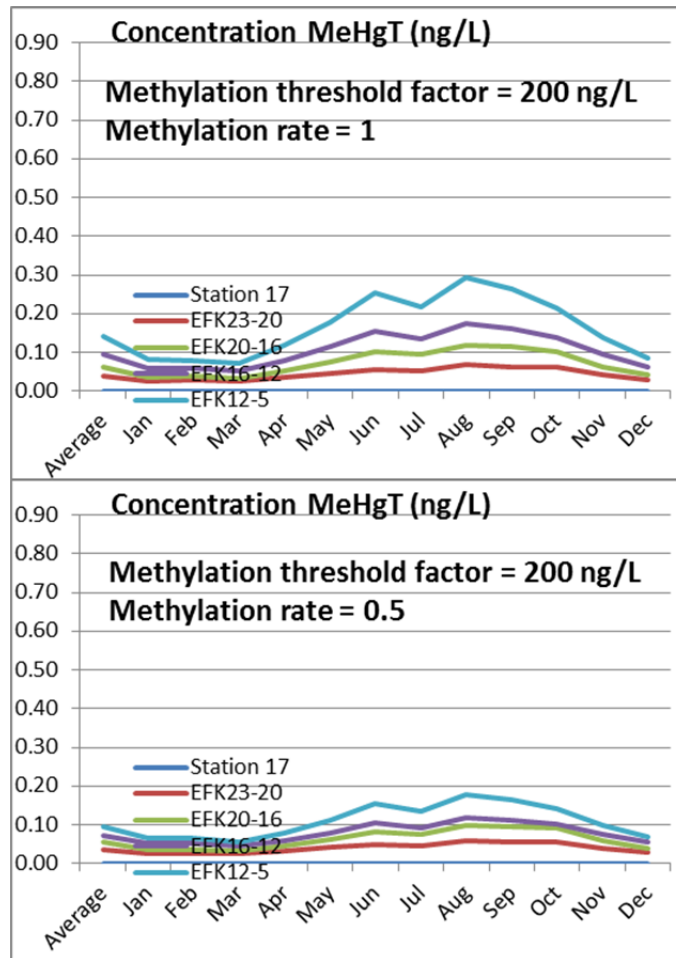 Concentration MeHgT (ng/L)
Methylation threshold factor = 200 ng/L
Methylation rate = 1
0.90
0.80
0.70
0.60
0.50
0.40
0.30
0.20
0.10
0.00
Station 17
EFK23-20
EFK20-16
EFK16-12
EFK12-5
Average Jan Feb Mar Apr May Jun Jul Aug Sep Oct Nov Dec
Concentration MeHgT (ng/L)
Methylation threshold factor = 200 ng/L
Methylation rate = 0.5
0.90
0.80
0.70
0.60
0.50
0.40
0.30
0.20
0.10
0.00
Station 17
EFK23-20
EFK20-16
EFK16-12
EFK12-5
Average Jan Feb Mar Apr May Jun Jul Aug Sep Oct Nov Dec